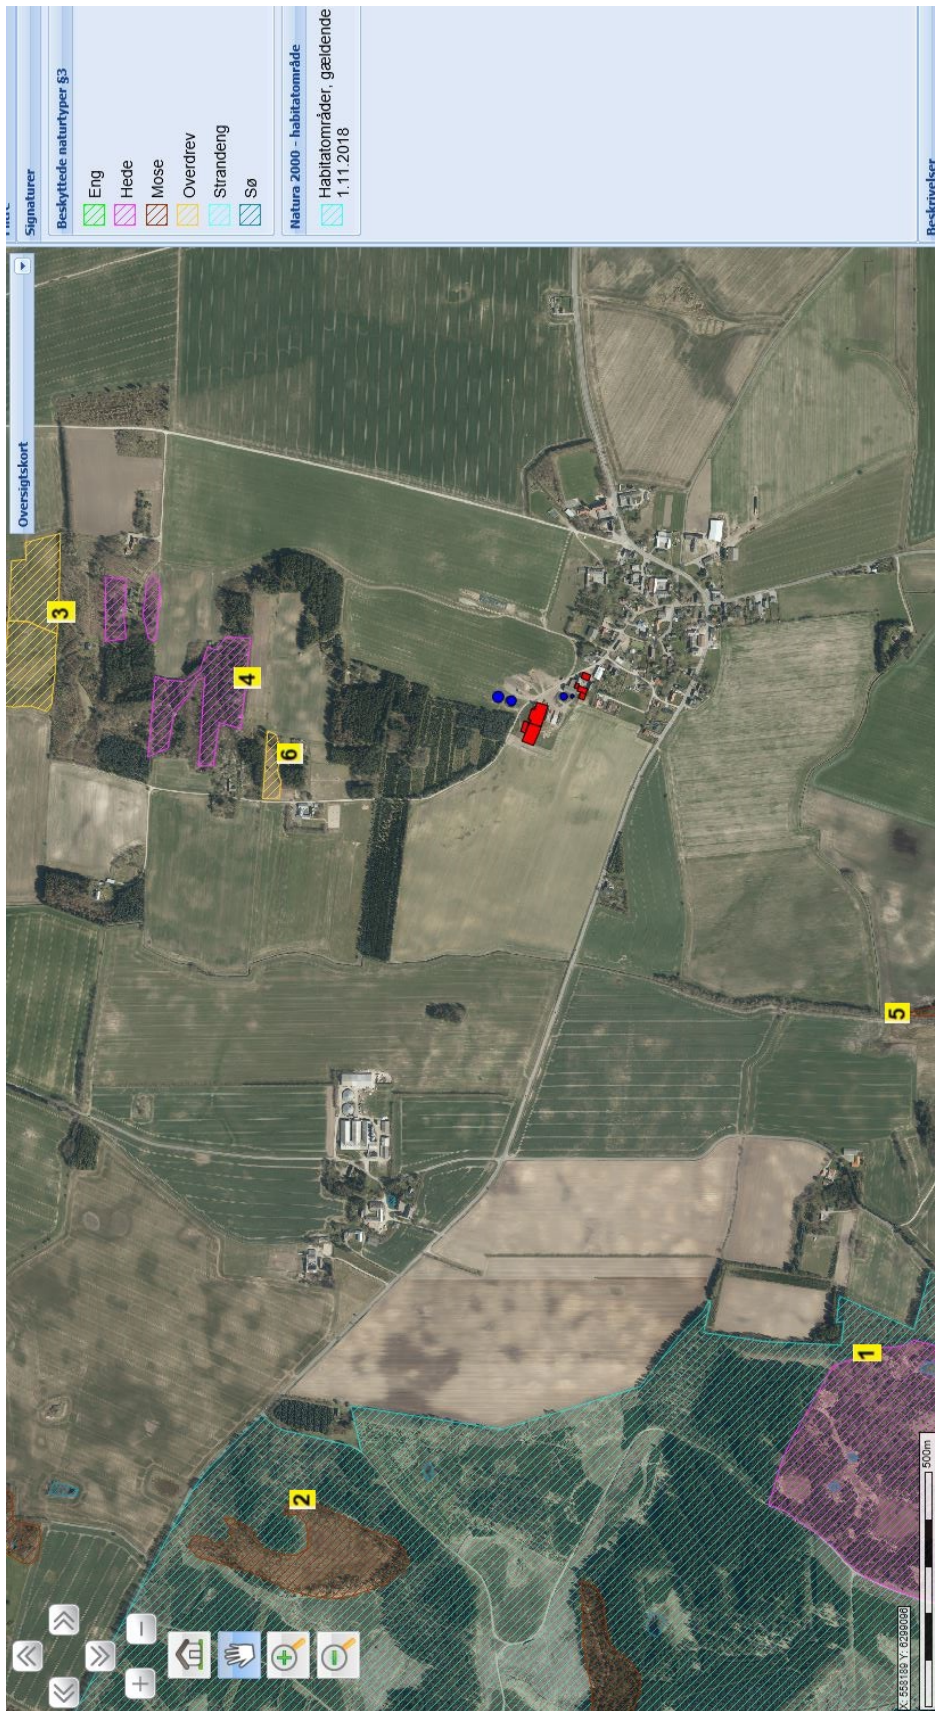 Signaturer
Beskyttede naturtyper §3
Eng
Hede
Mose
Overdrev
Strandeng
Sø
Natura 2000 - habitatområde
Habitatområder, gældende
1.11.2018
Beskrivelser
Oversigtskort
3
4
6
5
1
2
500m
X: 558189 Y: 6299096